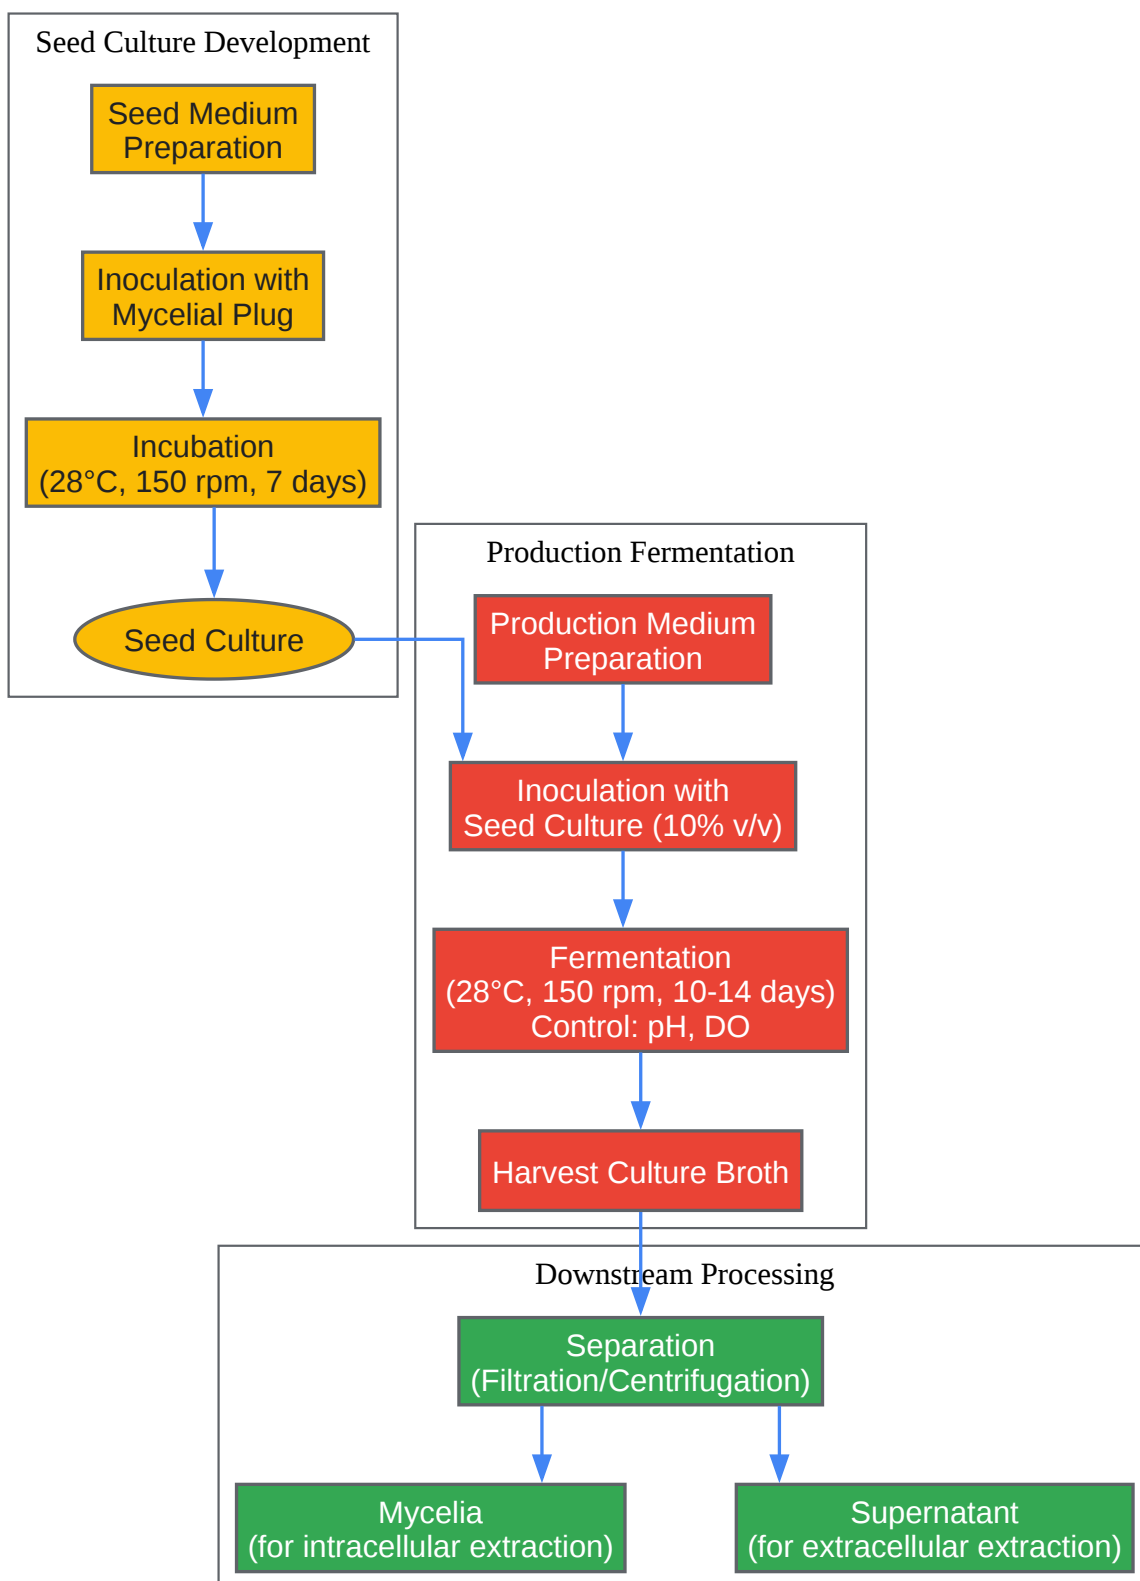 Seed Culture Development
Seed Medium
Preparation
Inoculation with
Mycelial Plug
Incubation
(28°C, 150 rpm, 7 days)
Seed Culture
Production Fermentation
Production Medium
Preparation
Inoculation with
Seed Culture (10% v/v)
Fermentation
(28°C, 150 rpm, 10-14 days)
Control: pH, DO
Harvest Culture Broth
Downstream Processing
Separation
(Filtration/Centrifugation)
Mycelia
(for intracellular extraction)
Supernatant
(for extracellular extraction)